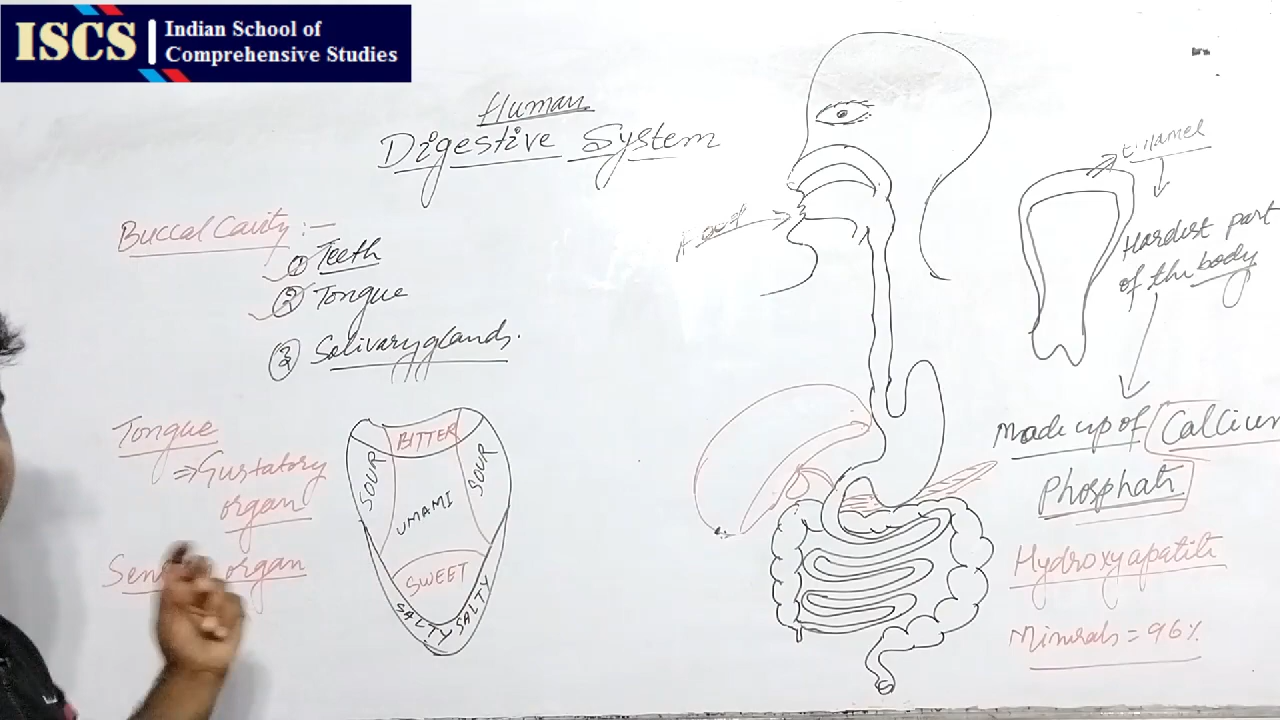 ISCS
Indian School of
Comprehensive Studies
Human
Digestive System
Buccal Cavity :-
① Teeth
② Tongue
③ Salivary glands.
Tongue
⇒ Gustatory
organ
organ
BITTER
SOUR
SOUR
UMAMI
SWEET
SALTY
SALTY
Food
Enamel
Hardest part
of the body
Made up of Calcium
Phosphate
Hydroxyapatite
Minerals = 96%